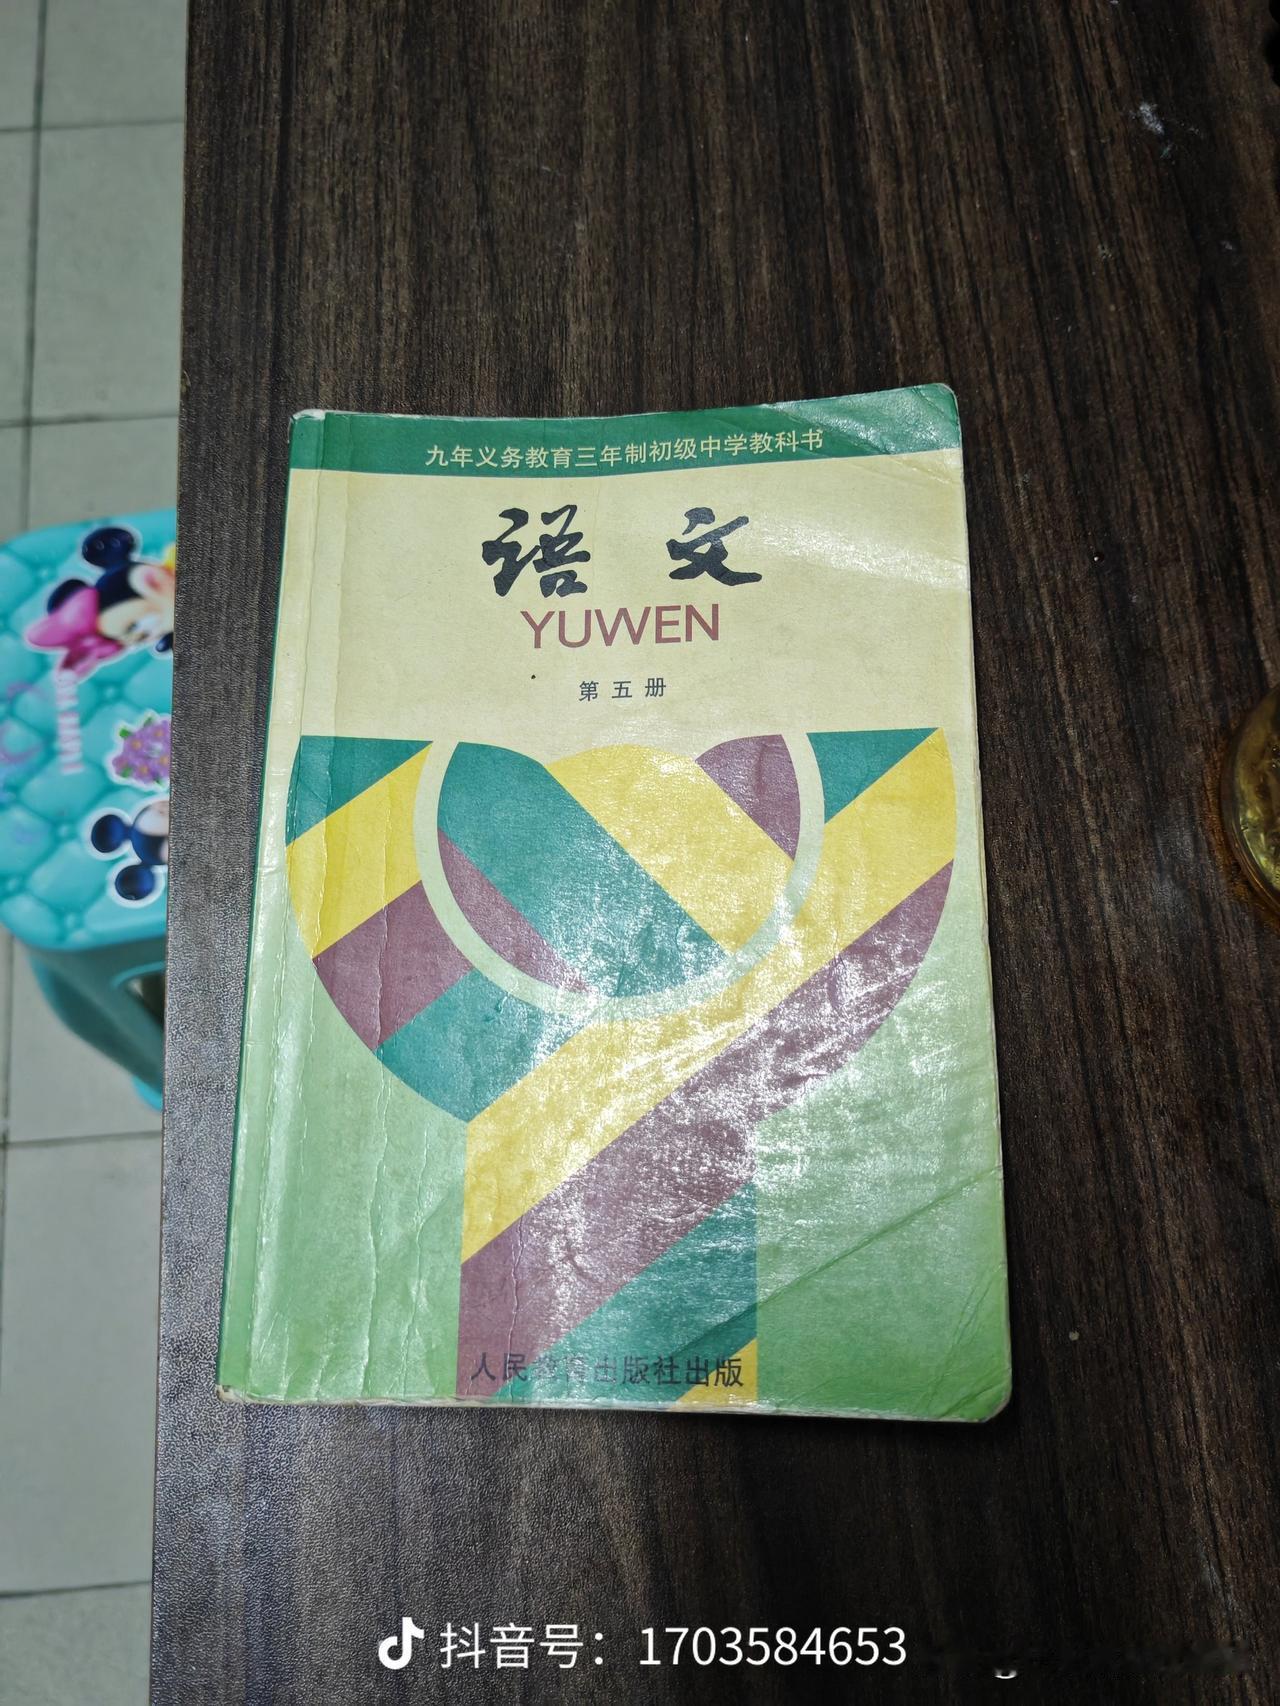 九年义务教育三年制初级中学教科书
语文
YUWEN
第五册
人民教育出版社出版
抖音号：1703584653